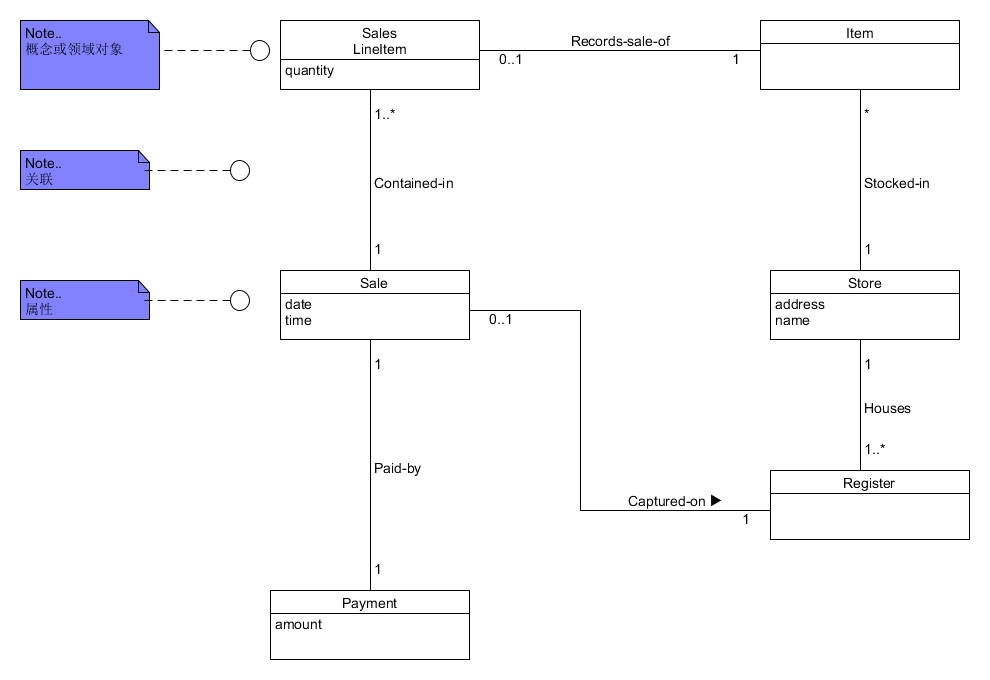 Note..
概念或领域对象
Sales
LineItem
quantity
Records-sale-of
0..1
1
Item
1..*
*
Note..
关联
Contained-in
Stocked-in
1
1
Note..
属性
Sale
date
time
0..1
Store
address
name
1
1
Houses
1..*
Paid-by
Captured-on
1
Register
1
Payment
amount